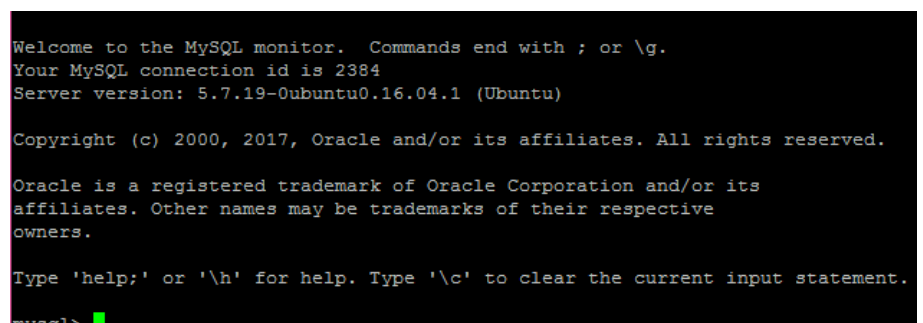 Welcome to the MySQL monitor.  Commands end with ; or \g.
Your MySQL connection id is 2384
Server version: 5.7.19-0ubuntu0.16.04.1 (Ubuntu)
Copyright (c) 2000, 2017, Oracle and/or its affiliates. All rights reserved.
Oracle is a registered trademark of Oracle Corporation and/or its
affiliates. Other names may be trademarks of their respective
owners.
Type 'help;' or '\h' for help. Type '\c' to clear the current input statement.
mysql>